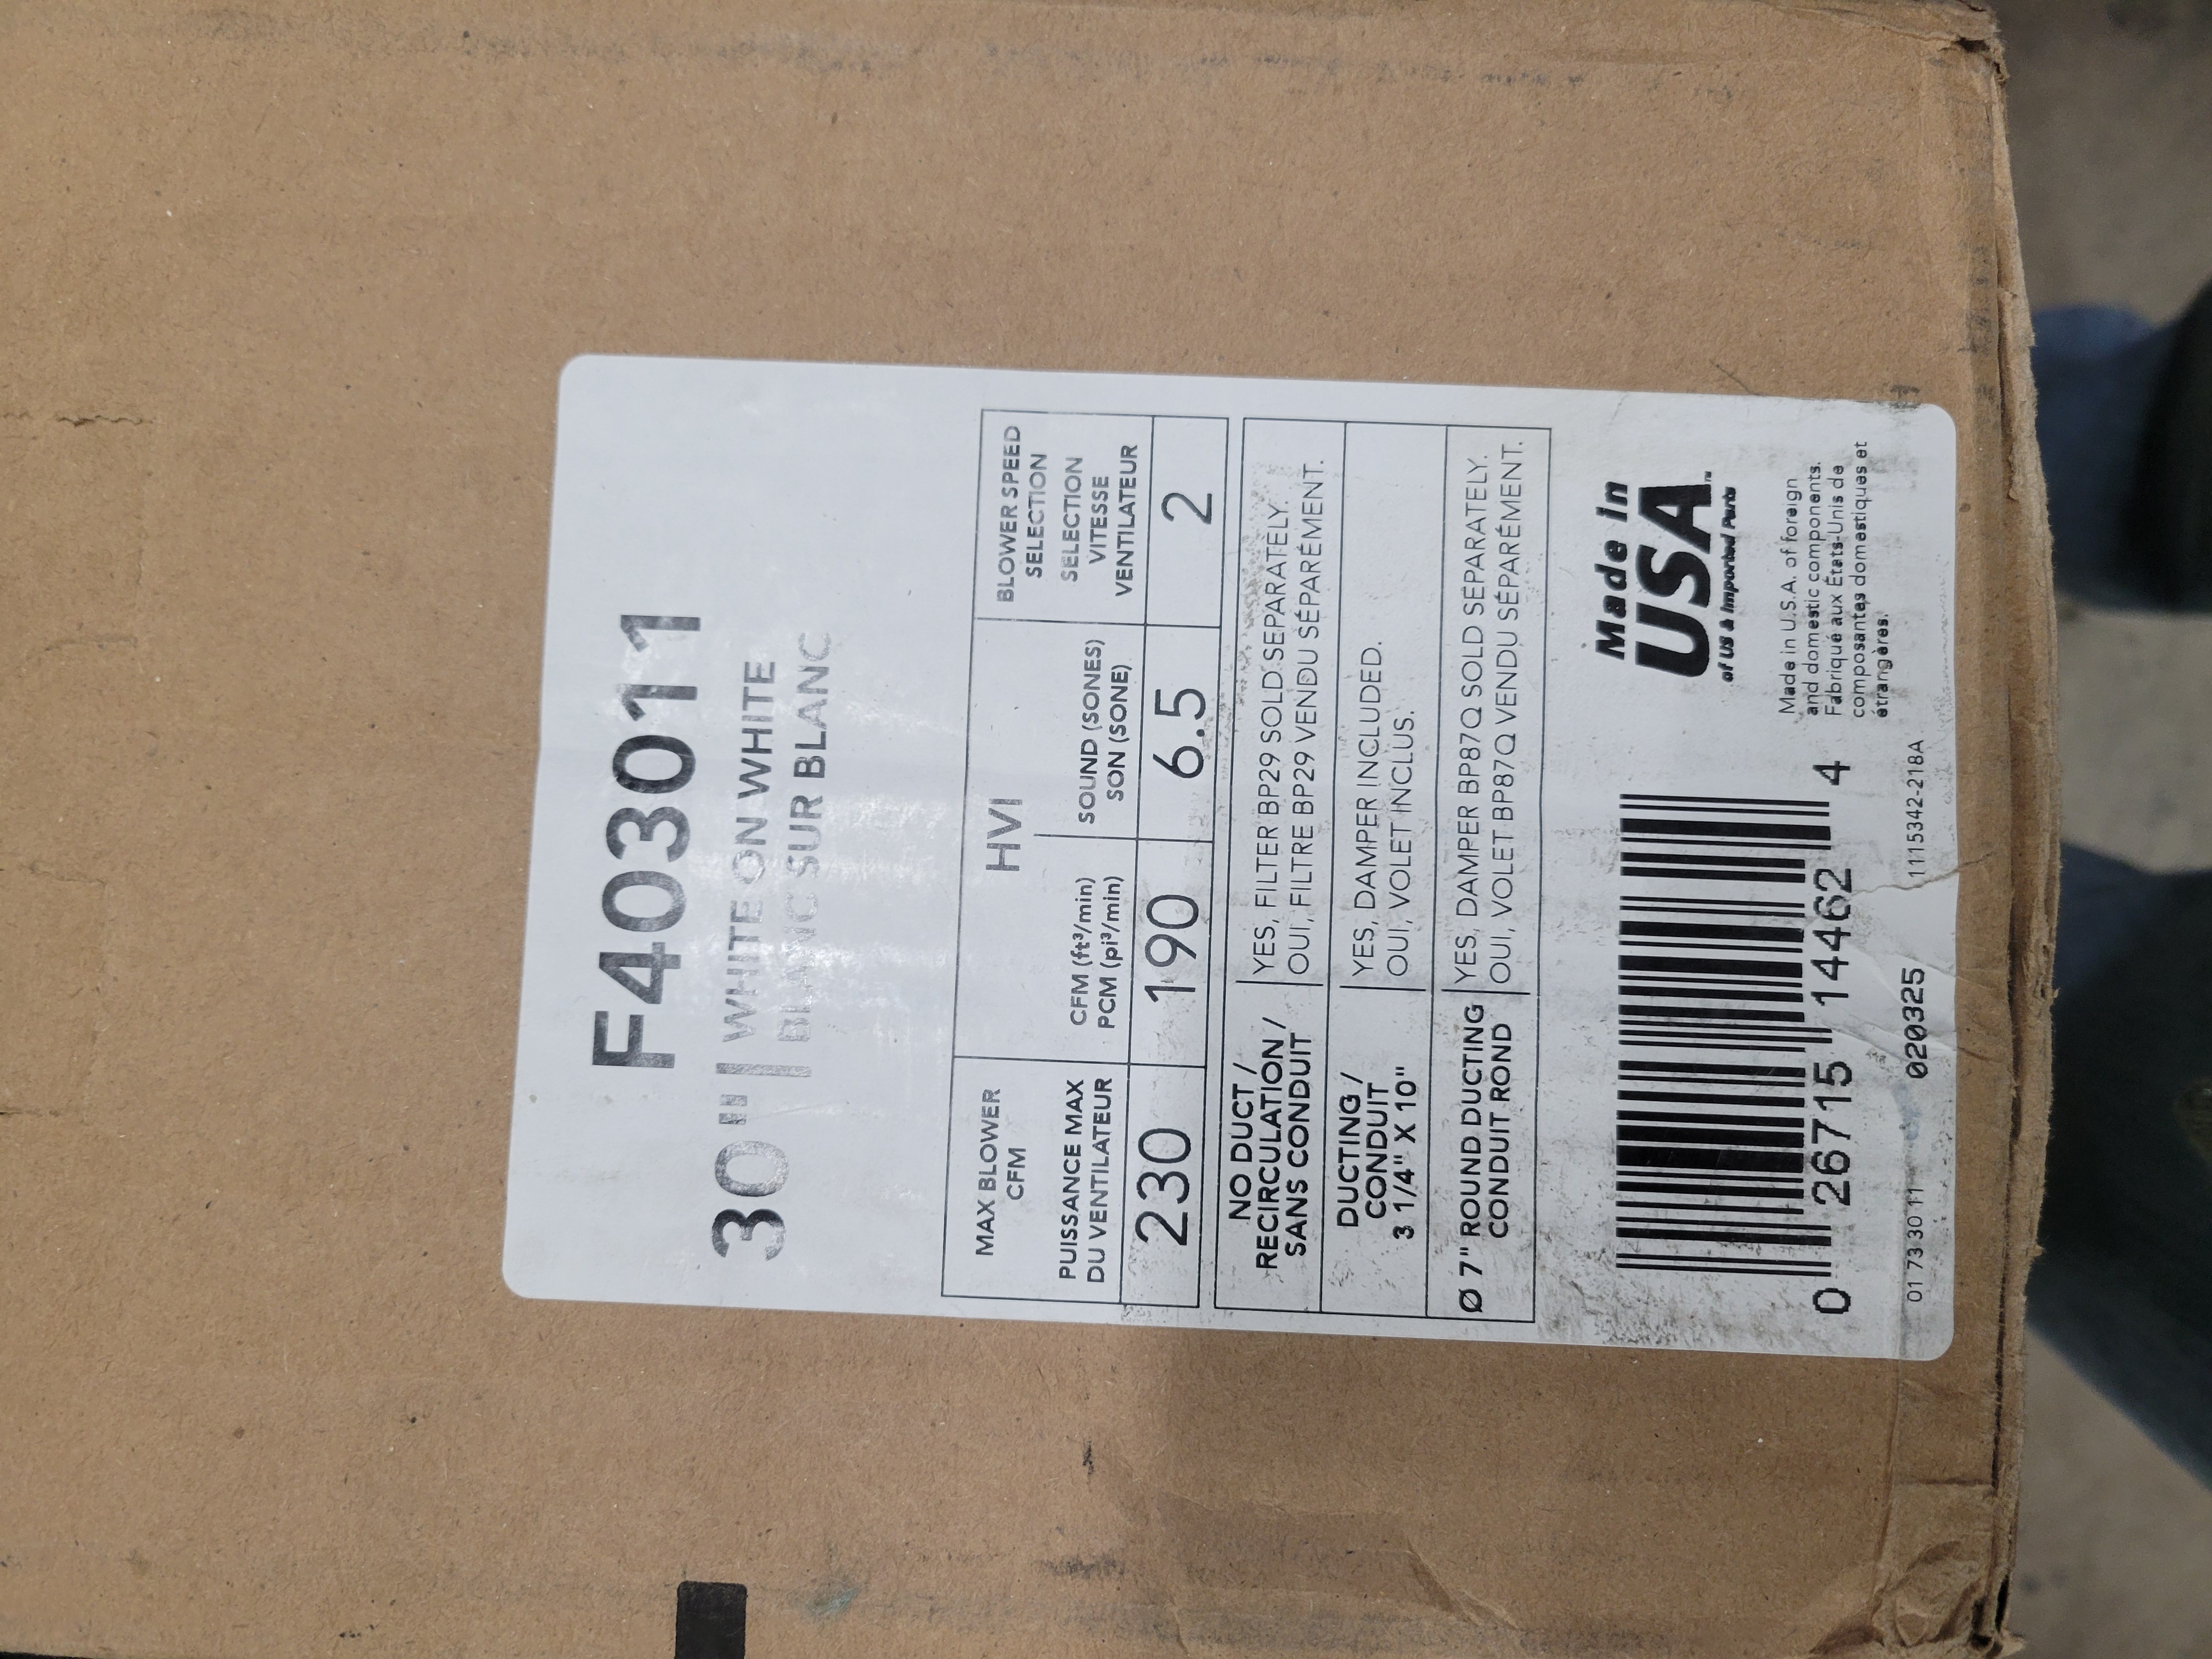 F403011
30" | WHITE ON WHITE
BLANC SUR BLANC
MAX BLOWER
CFM
PUISSANCE MAX
DU VENTILATEUR
HVI
CFM (ft³/min)
PCM (pi³/min)
SOUND (SONES)
SON (SONE)
BLOWER SPEED
SELECTION
SELECTION
VITESSE
VENTILATEUR
230
190
6.5
2
NO DUCT /
RECIRCULATION /
SANS CONDUIT
YES, FILTER BP29 SOLD SEPARATELY.
OUI, FILTRE BP29 VENDU SÉPARÉMENT.
DUCTING /
CONDUIT
3 1/4" X 10"
YES, DAMPER INCLUDED.
OUI, VOLET INCLUS.
Ø 7" ROUND DUCTING
CONDUIT ROND
YES, DAMPER BP87Q SOLD SEPARATELY.
OUI, VOLET BP87Q VENDU SÉPARÉMENT.
0 26715 14462 4
01 73 30 11
020325
1115342-218A
Made in
USA™
of US & Imported Parts
Made in U.S.A. of foreign
and domestic components.
Fabriqué aux États-Unis de
composantes domestiques et
étrangères.